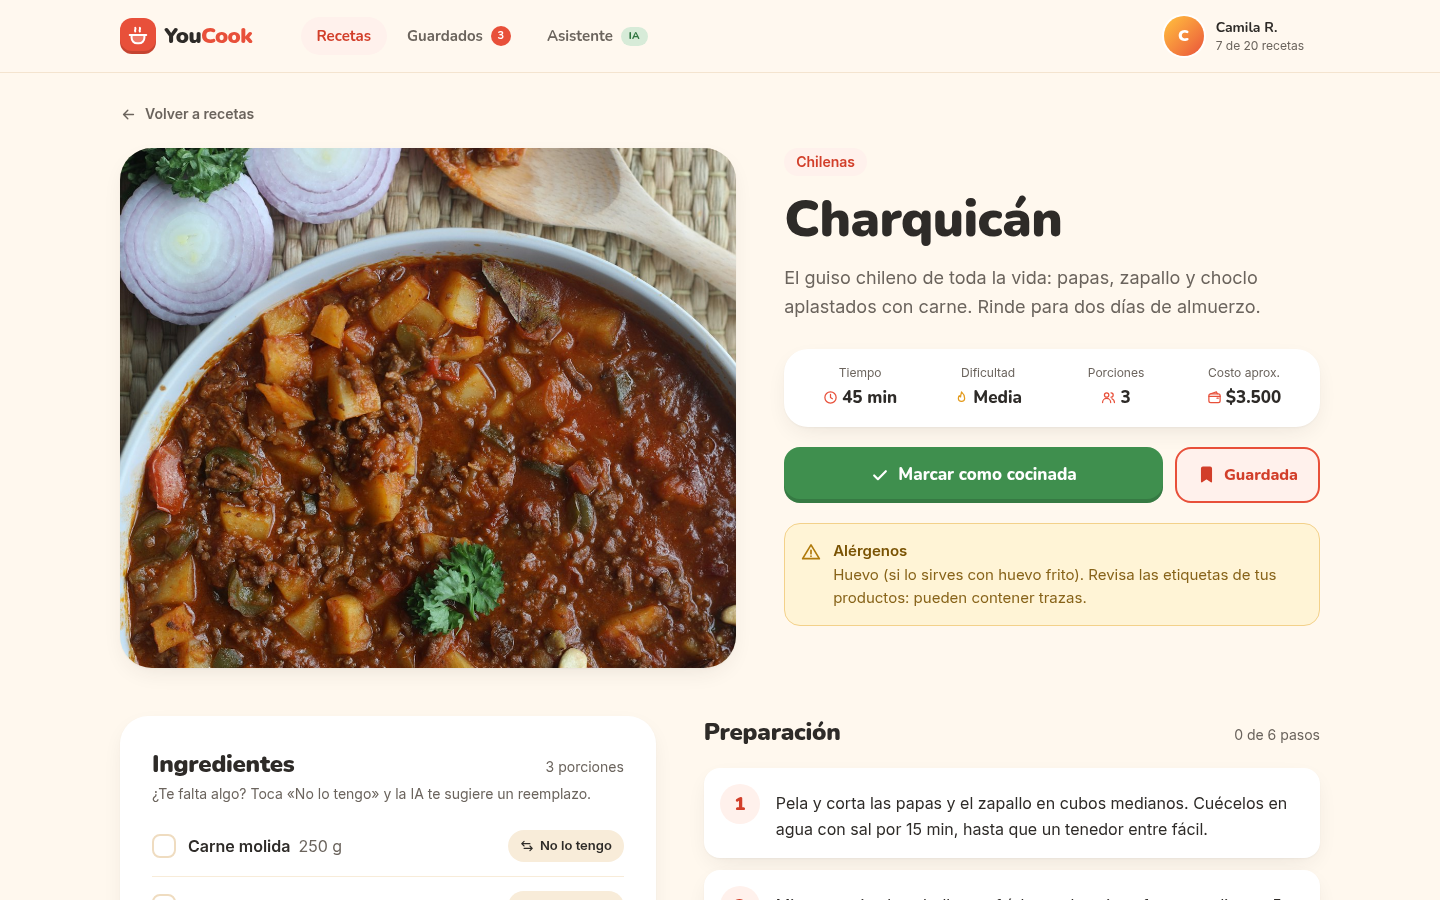 YouCook
Recetas
Guardados 3
Asistente IA
C
Camila R.
7 de 20 recetas
Volver a recetas
Chilenas
Charquicán
El guiso chileno de toda la vida: papas, zapallo y choclo
aplastados con carne. Rinde para dos días de almuerzo.
Tiempo
45 min
Dificultad
Media
Porciones
3
Costo aprox.
$3.500
Marcar como cocinada
Guardada
Alérgenos
Huevo (si lo sirves con huevo frito). Revisa las etiquetas de tus
productos: pueden contener trazas.
Ingredientes
3 porciones
¿Te falta algo? Toca «No lo tengo» y la IA te sugiere un reemplazo.
Carne molida 250 g
No lo tengo
Preparación
0 de 6 pasos
1
Pela y corta las papas y el zapallo en cubos medianos. Cuécelos en
agua con sal por 15 min, hasta que un tenedor entre fácil.